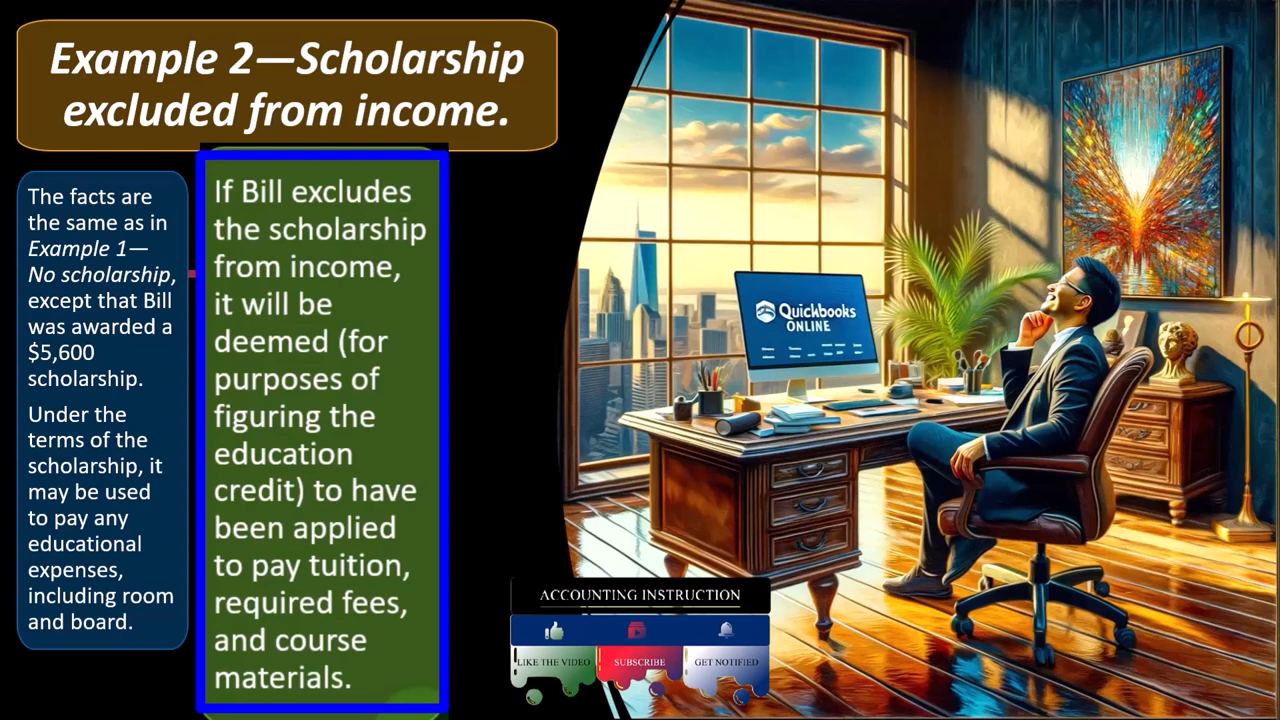 Example 2—Scholarship
excluded from income.
The facts are
the same as in
Example 1—
No scholarship,
except that Bill
was awarded a
$5,600
scholarship.
Under the
terms of the
scholarship, it
may be used
to pay any
educational
expenses,
including room
and board.
If Bill excludes
the scholarship
from income,
it will be
deemed (for
purposes of
figuring the
education
credit) to have
been applied
to pay tuition,
required fees,
and course
materials.
Quickbooks
ONLINE
ACCOUNTING INSTRUCTION
LIKE THE VIDEO
SUBSCRIBE
GET NOTIFIED